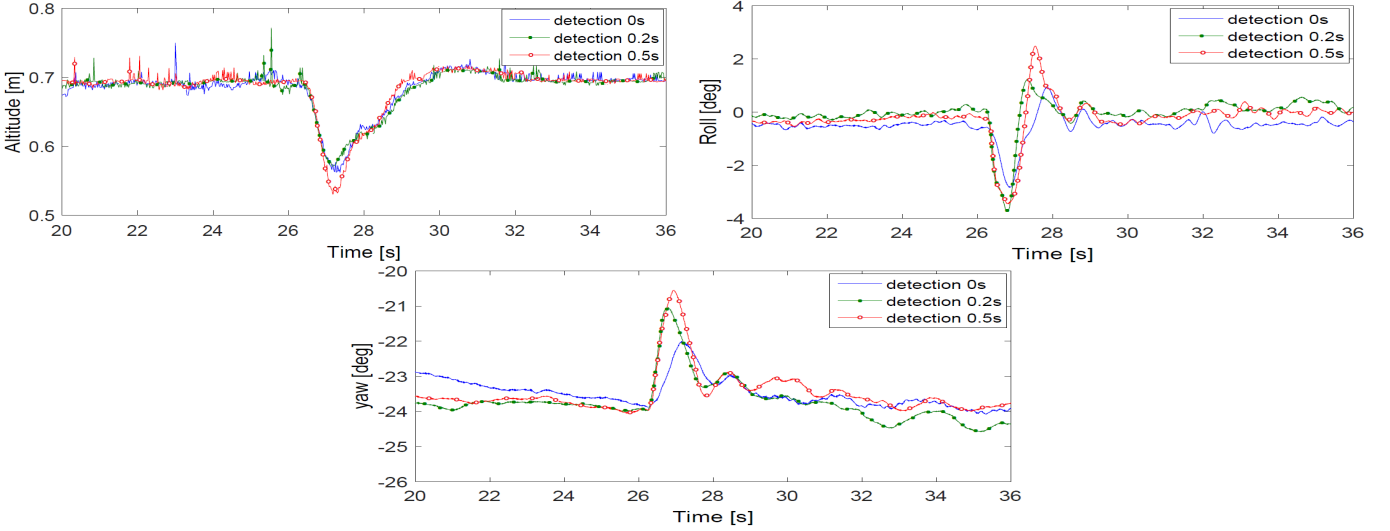 0.8
0.7
0.6
0.5
Altitude [m]
20 22 24 26 28 30 32 34 36
Time [s]
detection 0s
detection 0.2s
detection 0.5s
4
2
0
-2
-4
Roll [deg]
20 22 24 26 28 30 32 34 36
Time [s]
detection 0s
detection 0.2s
detection 0.5s
-20
-21
-22
-23
-24
-25
-26
yaw [deg]
20 22 24 26 28 30 32 34 36
Time [s]
detection 0s
detection 0.2s
detection 0.5s